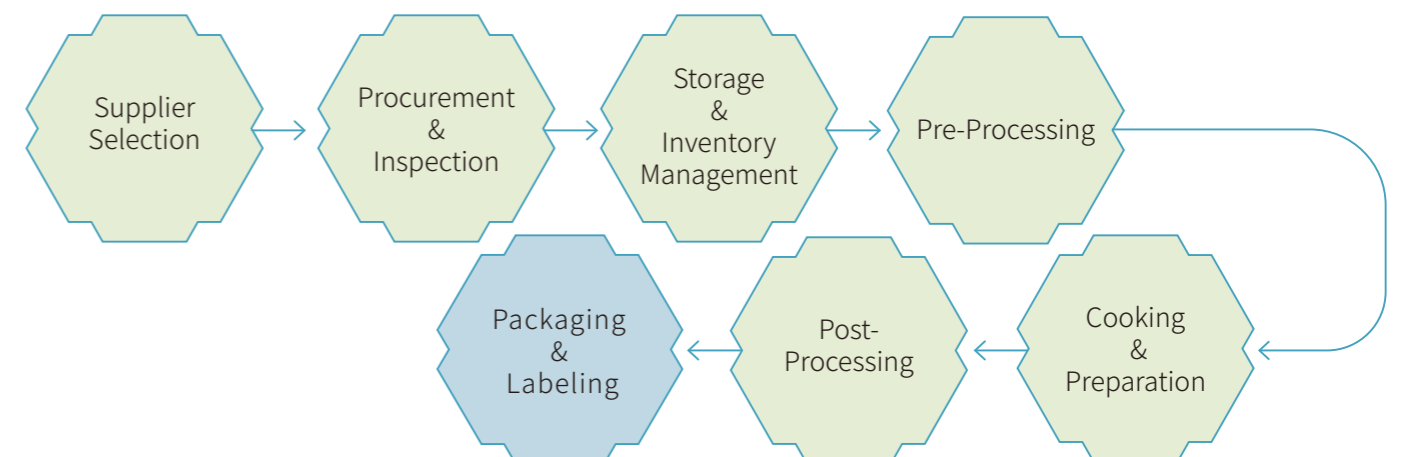 Supplier
Selection
Procurement
&
Inspection
Storage
&
Inventory
Management
Pre-Processing
Cooking
&
Preparation
Post-
Processing
Packaging
&
Labeling